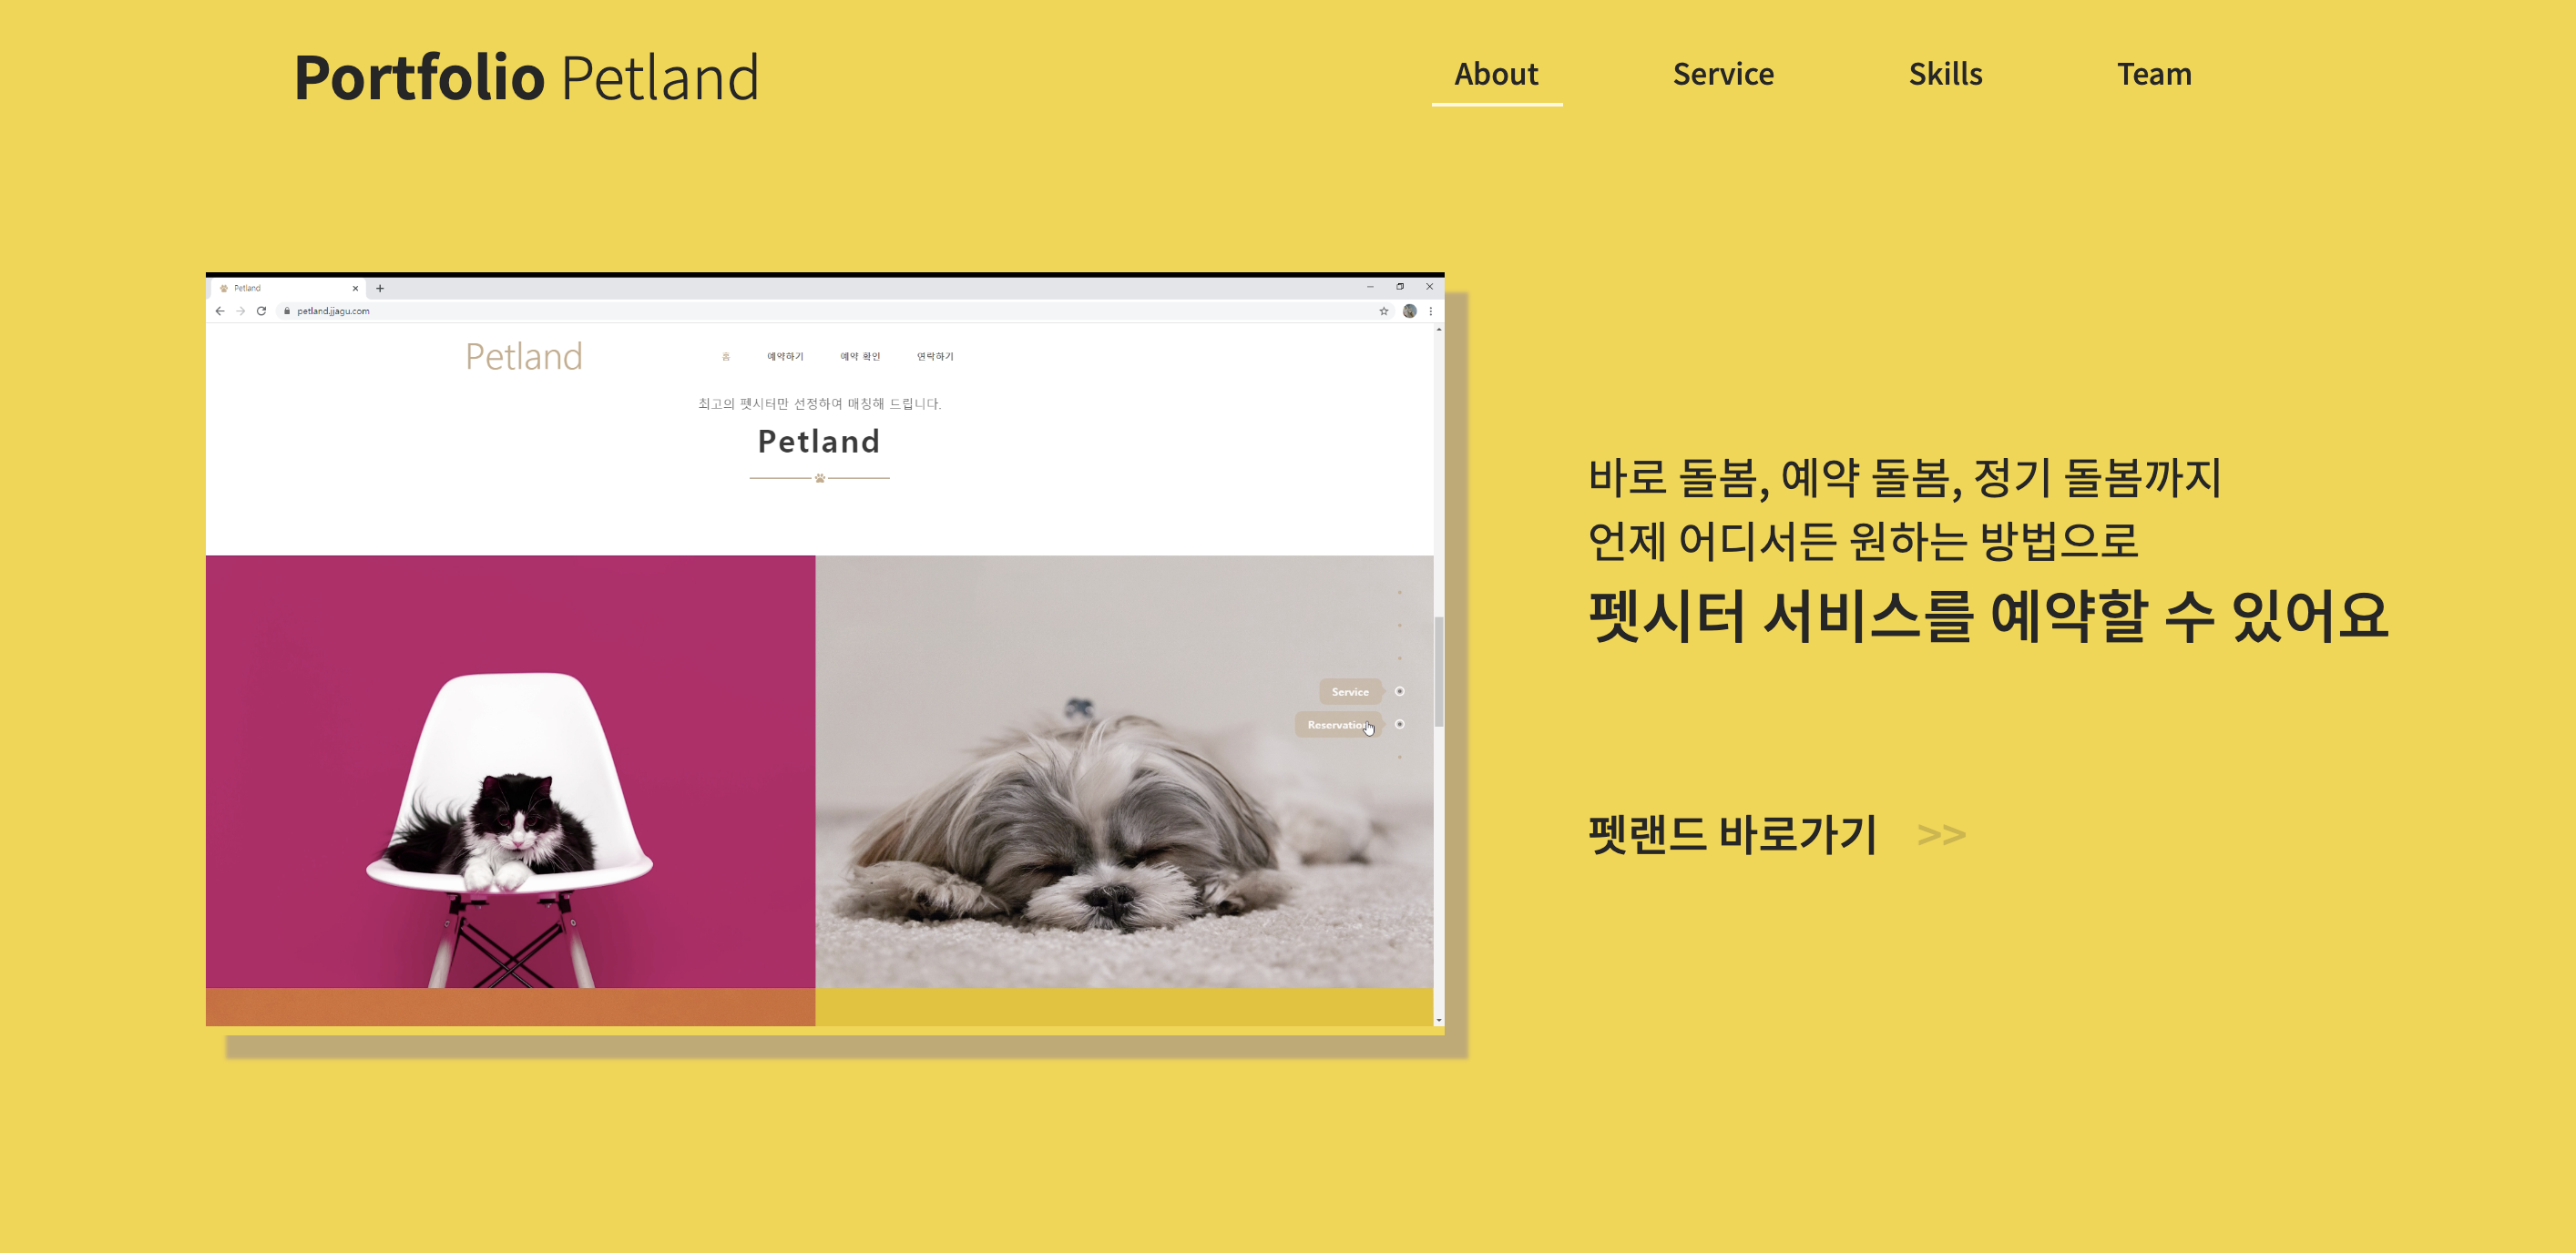 Portfolio Petland
About Service Skills Team
Petland
petland.jjagu.com
Petland
홈 예약하기 예약 확인 연락하기
최고의 펫시터만 선정하여 매칭해 드립니다.
Petland
Service
Reservation
바로 돌봄, 예약 돌봄, 정기 돌봄까지
언제 어디서든 원하는 방법으로
펫시터 서비스를 예약할 수 있어요
펫랜드 바로가기 >>